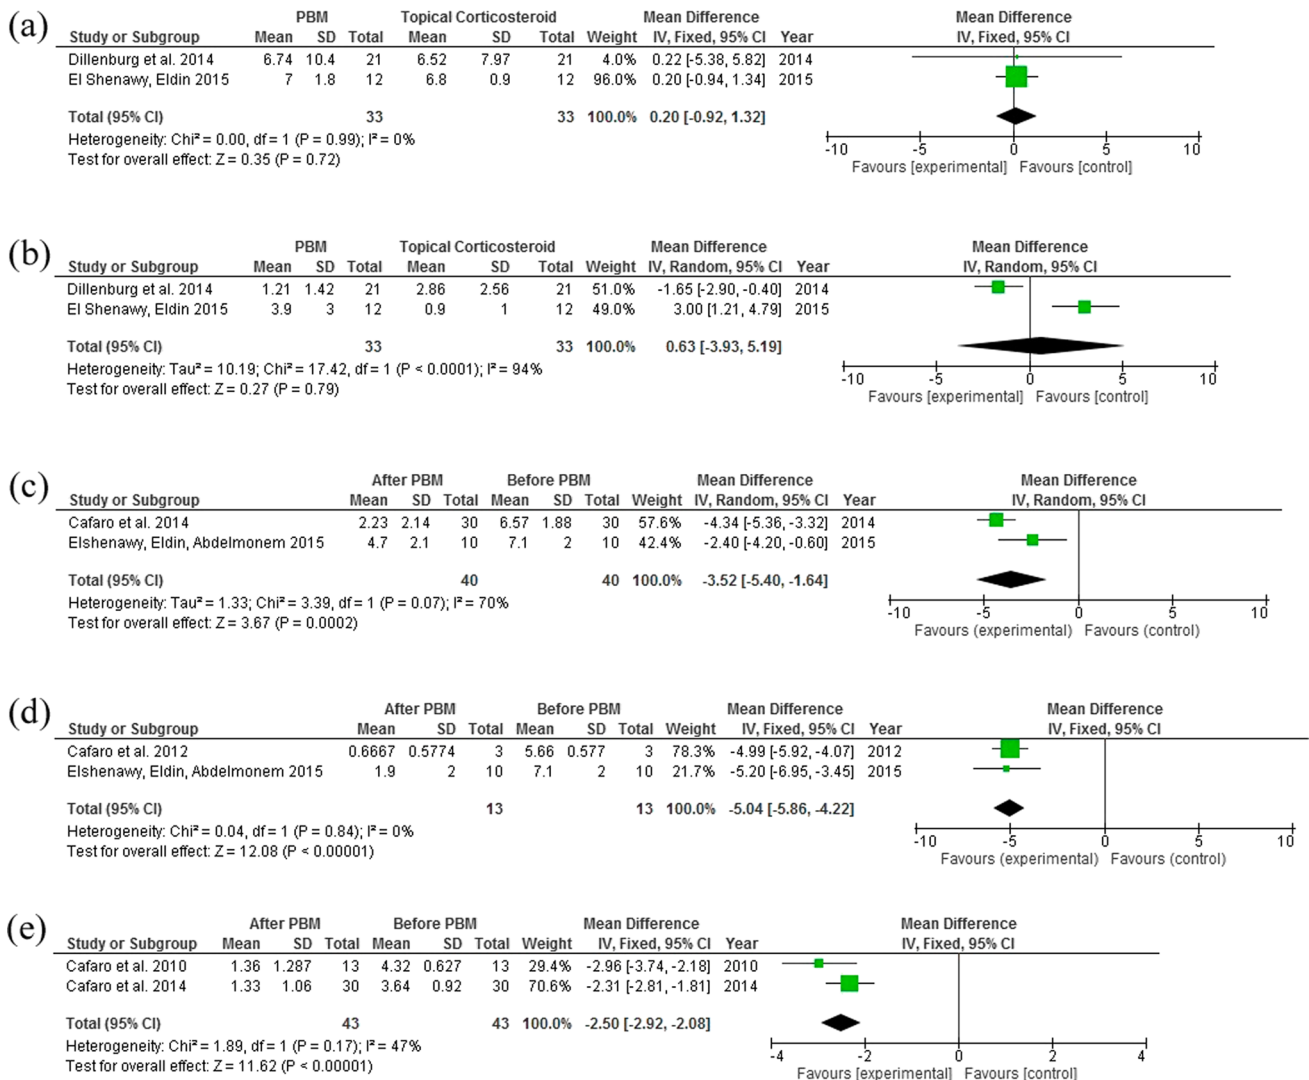 (a)
PBM Topical Corticosteroid Mean Difference Mean Difference
Study or Subgroup Mean SD Total Mean SD Total Weight IV, Fixed, 95% CI Year IV, Fixed, 95% CI
Dillenburg et al. 2014 6.74 10.4 21 6.52 7.97 21 4.0% 0.22 [-5.38, 5.82] 2014
El Shenawy, Eldin 2015 7 1.8 12 6.8 0.9 12 96.0% 0.20 [-0.94, 1.34] 2015
Total (95% CI) 33 33 100.0% 0.20 [-0.92, 1.32]
Heterogeneity: Chi² = 0.00, df = 1 (P = 0.99); I² = 0%
Test for overall effect: Z = 0.35 (P = 0.72)
-10 -5 0 5 10
Favours [experimental] Favours [control]
(b)
PBM Topical Corticosteroid Mean Difference Mean Difference
Study or Subgroup Mean SD Total Mean SD Total Weight IV, Random, 95% CI Year IV, Random, 95% CI
Dillenburg et al. 2014 1.21 1.42 21 2.86 2.56 21 51.0% -1.65 [-2.90, -0.40] 2014
El Shenawy, Eldin 2015 3.9 3 12 0.9 1 12 49.0% 3.00 [1.21, 4.79] 2015
Total (95% CI) 33 33 100.0% 0.63 [-3.93, 5.19]
Heterogeneity: Tau² = 10.19; Chi² = 17.42, df = 1 (P < 0.0001); I² = 94%
Test for overall effect: Z = 0.27 (P = 0.79)
-10 -5 0 5 10
Favours [experimental] Favours [control]
(c)
After PBM Before PBM Mean Difference Mean Difference
Study or Subgroup Mean SD Total Mean SD Total Weight IV, Random, 95% CI Year IV, Random, 95% CI
Cafaro et al. 2014 2.23 2.14 30 6.57 1.88 30 57.6% -4.34 [-5.36, -3.32] 2014
Elshenawy, Eldin, Abdelmonem 2015 4.7 2.1 10 7.1 2 10 42.4% -2.40 [-4.20, -0.60] 2015
Total (95% CI) 40 40 100.0% -3.52 [-5.40, -1.64]
Heterogeneity: Tau² = 1.33; Chi² = 3.39, df = 1 (P = 0.07); I² = 70%
Test for overall effect: Z = 3.67 (P = 0.0002)
-10 -5 0 5 10
Favours (experimental) Favours (control)
(d)
After PBM Before PBM Mean Difference Mean Difference
Study or Subgroup Mean SD Total Mean SD Total Weight IV, Fixed, 95% CI Year IV, Fixed, 95% CI
Cafaro et al. 2012 0.6667 0.5774 3 5.66 0.577 3 78.3% -4.99 [-5.92, -4.07] 2012
Elshenawy, Eldin, Abdelmonem 2015 1.9 2 10 7.1 2 10 21.7% -5.20 [-6.95, -3.45] 2015
Total (95% CI) 13 13 100.0% -5.04 [-5.86, -4.22]
Heterogeneity: Chi² = 0.04, df = 1 (P = 0.84); I² = 0%
Test for overall effect: Z = 12.08 (P < 0.00001)
-10 -5 0 5 10
Favours (experimental) Favours (control)
(e)
After PBM Before PBM Mean Difference Mean Difference
Study or Subgroup Mean SD Total Mean SD Total Weight IV, Fixed, 95% CI Year IV, Fixed, 95% CI
Cafaro et al. 2010 1.36 1.287 13 4.32 0.627 13 29.4% -2.96 [-3.74, -2.18] 2010
Cafaro et al. 2014 1.33 1.06 30 3.64 0.92 30 70.6% -2.31 [-2.81, -1.81] 2014
Total (95% CI) 43 43 100.0% -2.50 [-2.92, -2.08]
Heterogeneity: Chi² = 1.89, df = 1 (P = 0.17); I² = 47%
Test for overall effect: Z = 11.62 (P < 0.00001)
-4 -2 0 2 4
Favours [experimental] Favours [control]